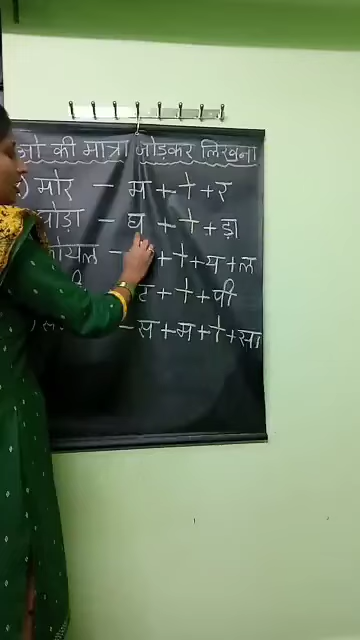 ओ की मात्रा जोड़कर लिखना
मोर - म + ो + र
घोड़ा - घ + ो + ड़ा
कोयल - + ो + य + ल
ट + ो + पी
- स + म + ो + सा